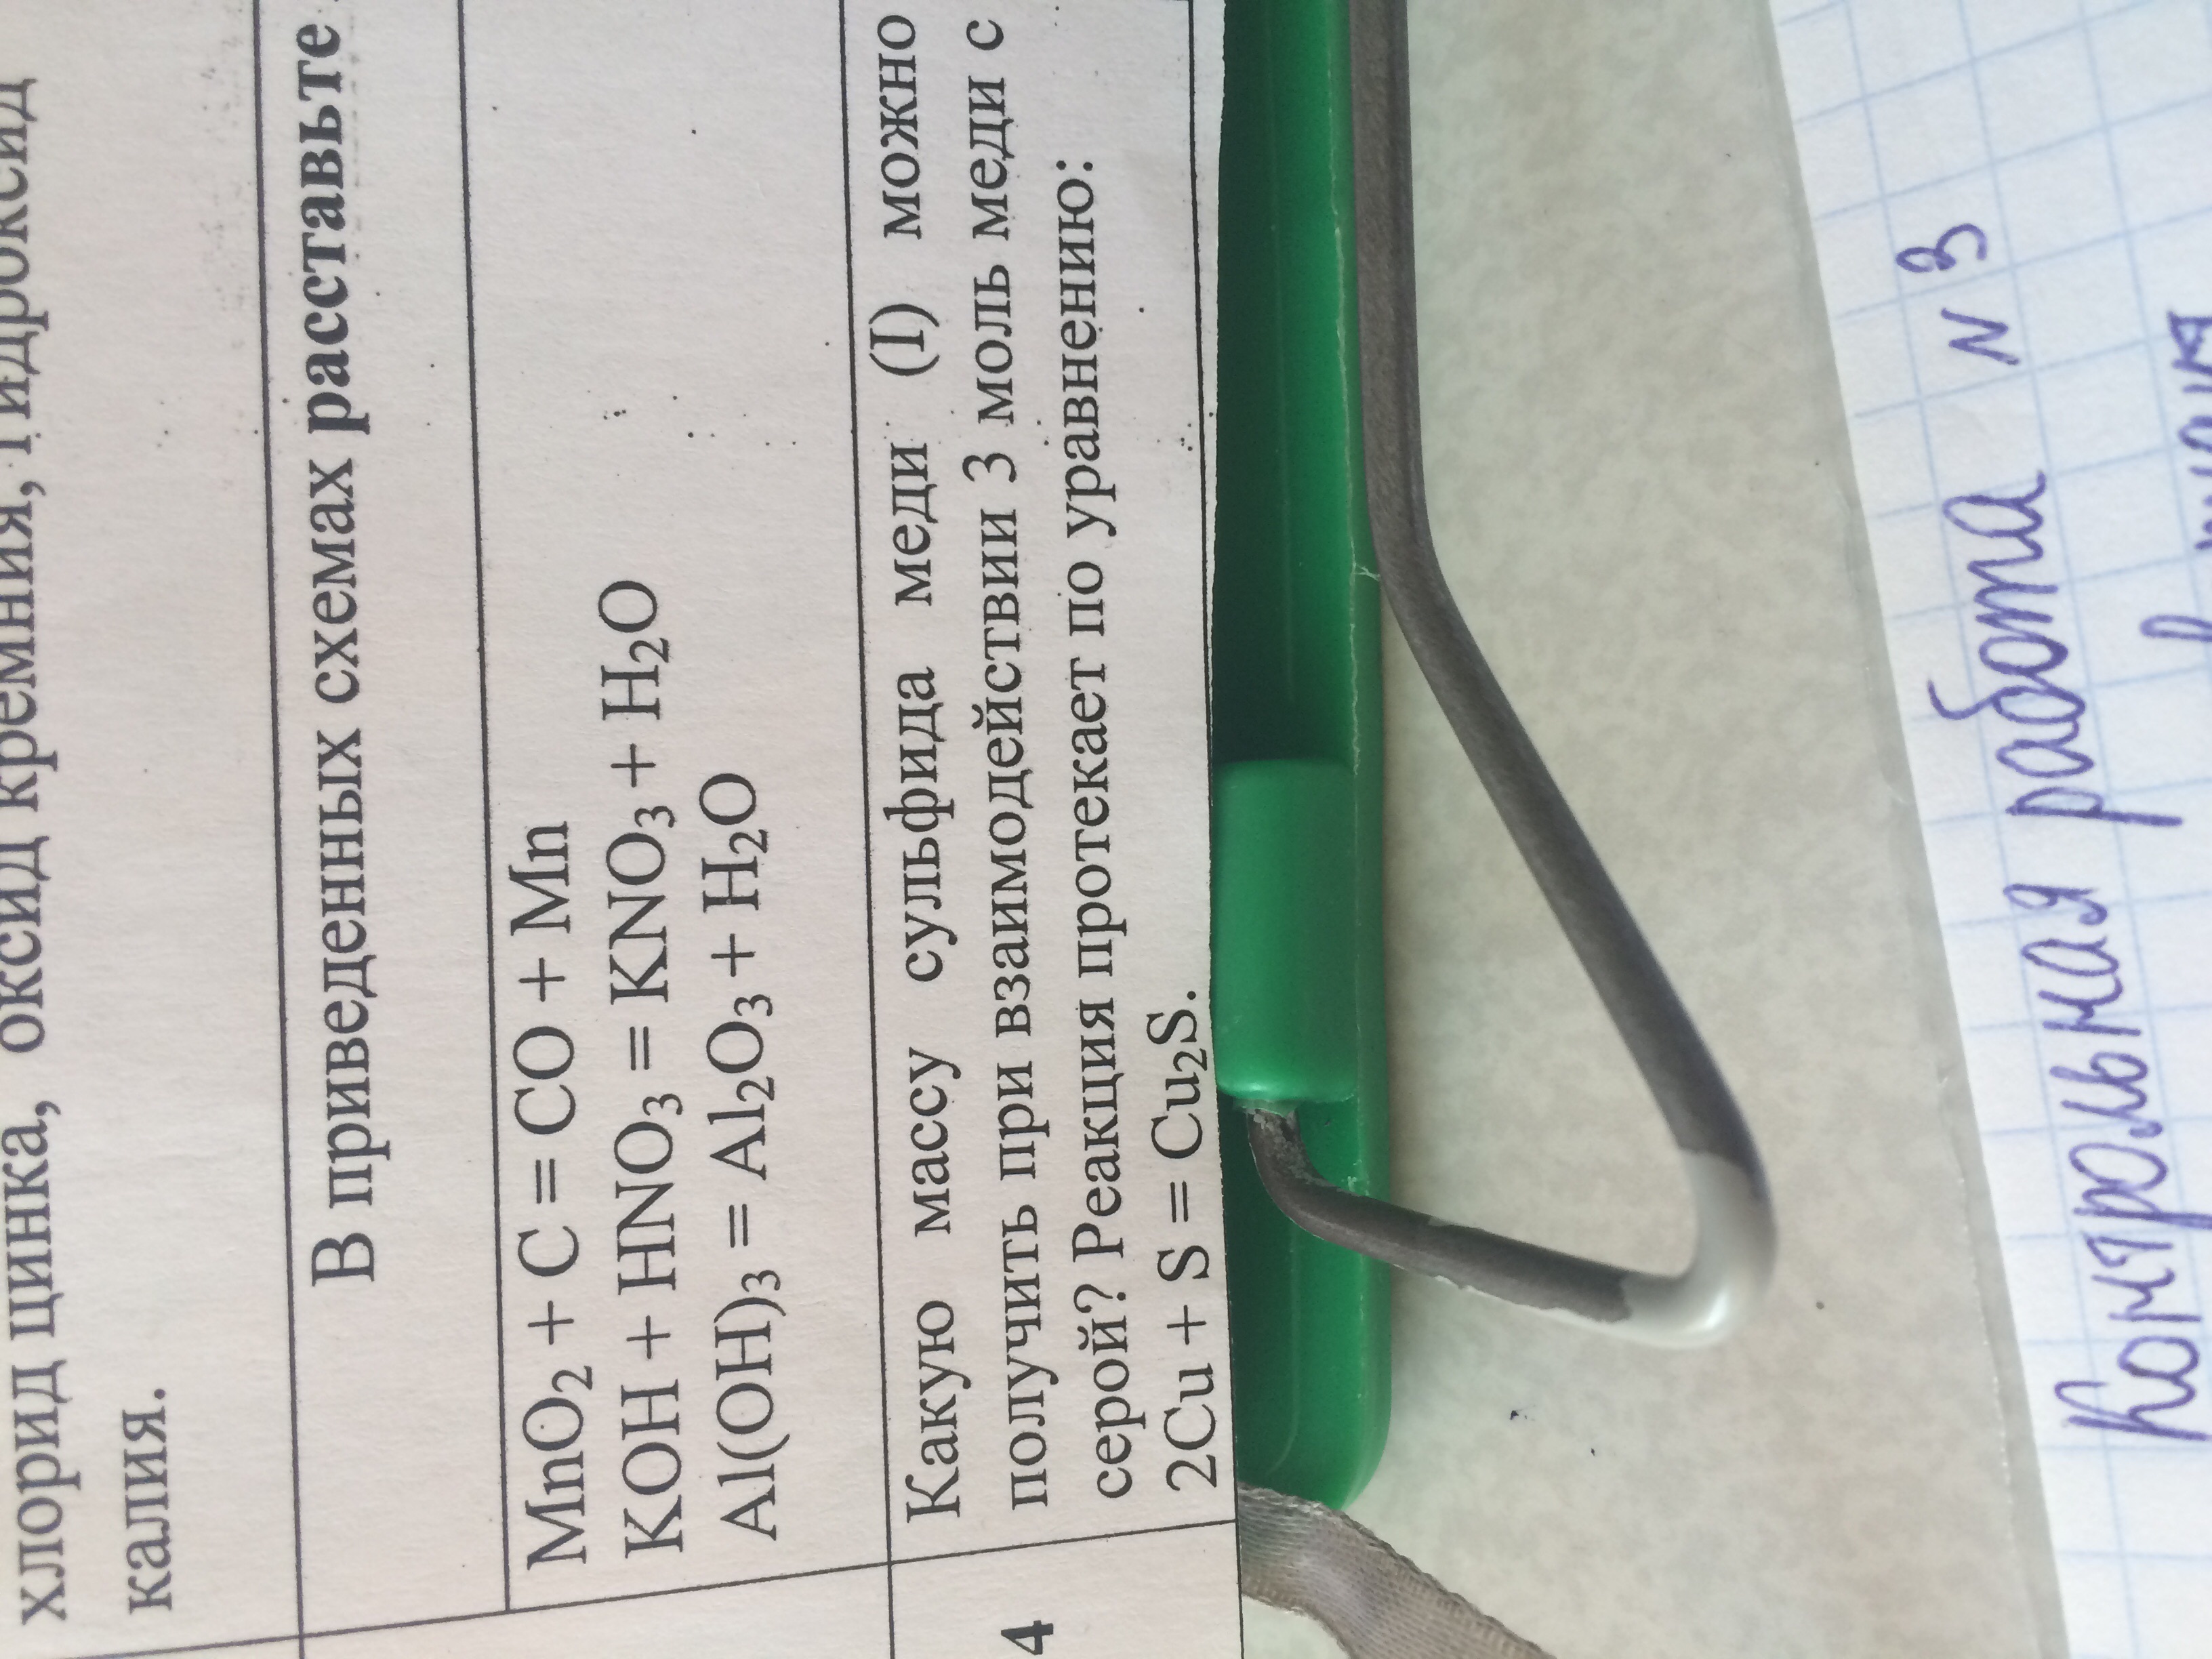 хлорид цинка, оксид кремния, гидроксид
калия.
В приведенных схемах расставьте
MnO₂ + C = CO + Mn
KOH + HNO₃ = KNO₃ + H₂O
Al(OH)₃ = Al₂O₃ + H₂O
4
Какую массу сульфида меди (I) можно
получить при взаимодействии 3 моль меди с
серой? Реакция протекает по уравнению:
2Cu + S = Cu₂S.
Контрольная работа N 3